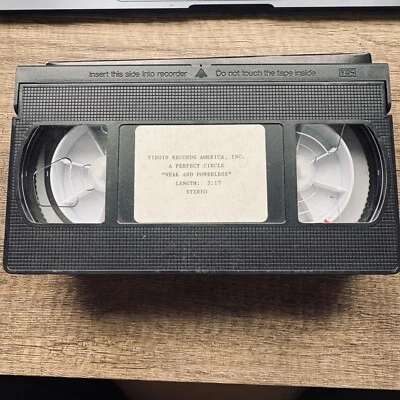 Insert this side into recorder ▲ Do not touch the tape inside VHS
VIRGIN RECORDS AMERICA, INC.
A PERFECT CIRCLE
"WEAK AND POWERLESS"
LENGTH: 3:17
STEREO